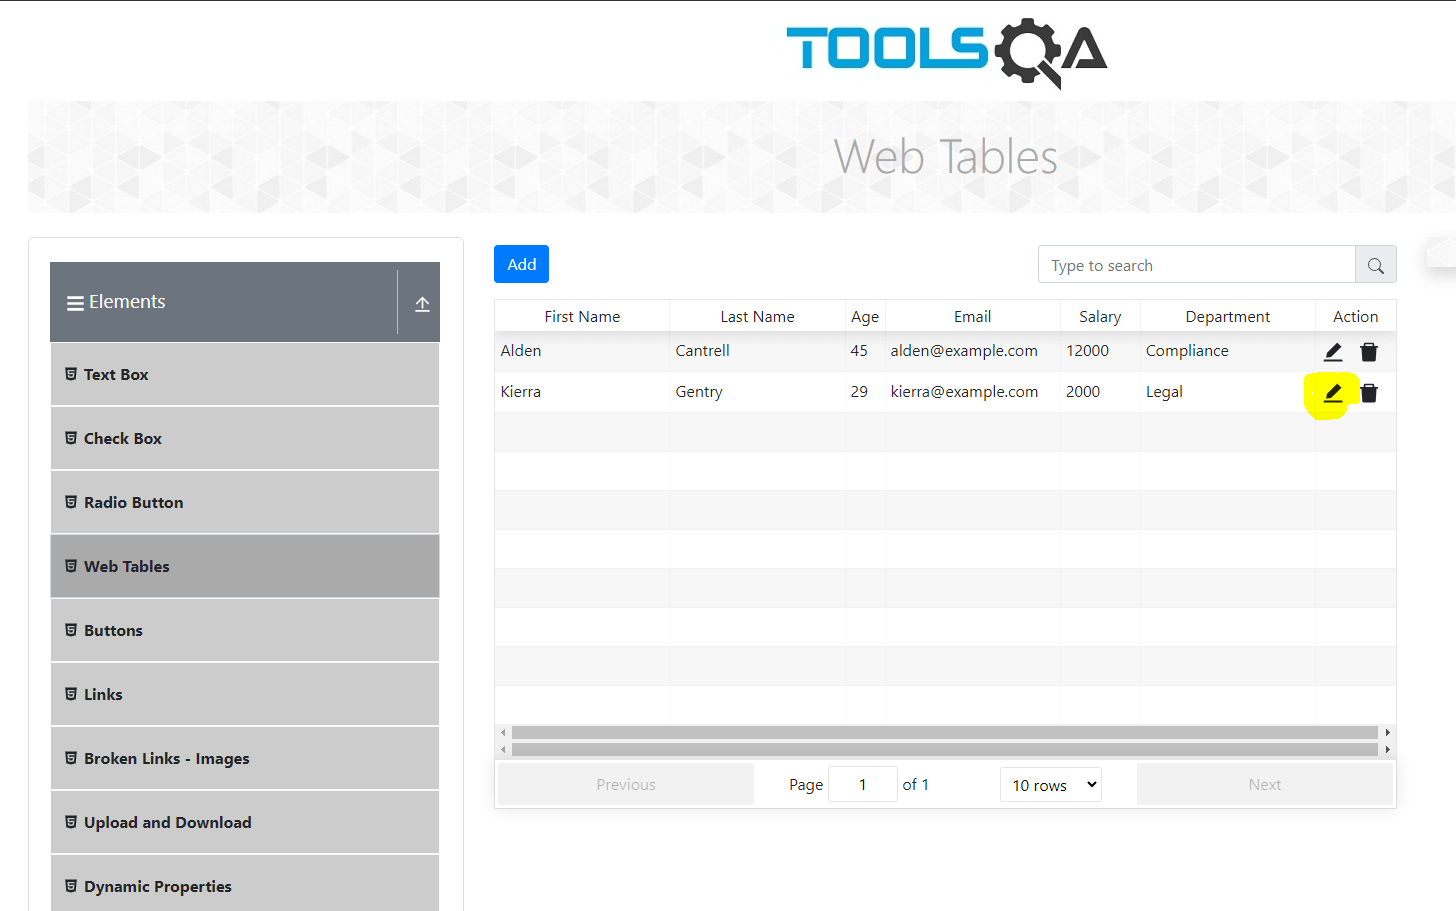 TOOLSQA
Web Tables
Elements
Text Box
Check Box
Radio Button
Web Tables
Buttons
Links
Broken Links - Images
Upload and Download
Dynamic Properties
Add
Type to search
First Name Last Name Age Email Salary Department Action
Alden Cantrell 45 alden@example.com 12000 Compliance
Kierra Gentry 29 kierra@example.com 2000 Legal
Previous Page 1 of 1 10 rows Next